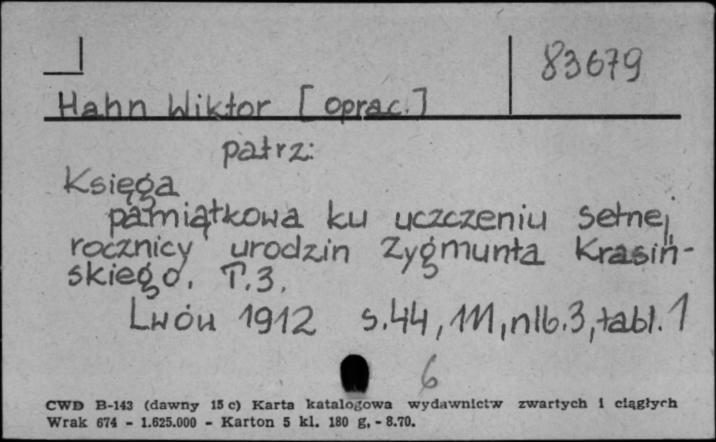 83679
Hahn Wiktor [oprac.]
patrz:
Księga
pamiątkowa ku uczczeniu setnej
rocznicy urodzin Zygmunta Krasiń-
skiego. T.3.
Lwów 1912 s.44, 111, nlb.3, tabl. 1
6
CWD B-143 (dawny 15 c) Karta katalogowa wydawnictw zwartych i ciągłych
Wrak 674 - 1.625.000 - Karton 5 kl. 180 g, - 8.70.